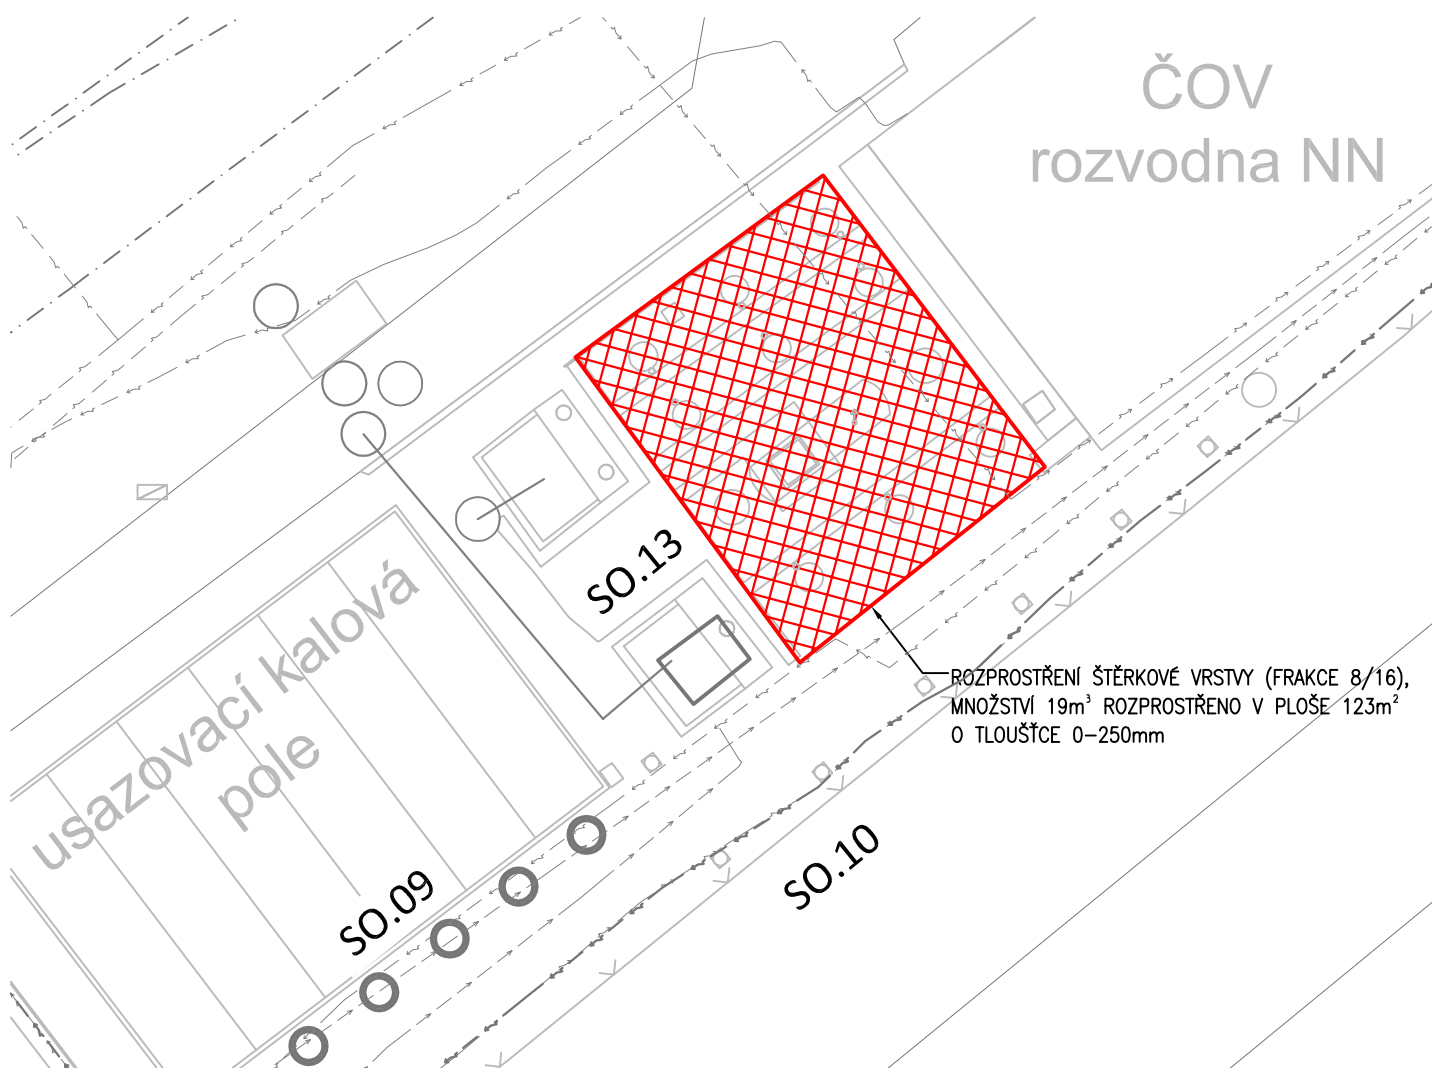 ČOV
rozvodna NN
SO.13
usazovací kalová
pole
ROZPROSTŘENÍ ŠTĚRKOVÉ VRSTVY (FRAKCE 8/16),
MNOŽSTVÍ 19m³ ROZPROSTŘENO V PLOŠE 123m²
O TLOUŠŤCE 0-250mm
SO.10
SO.09